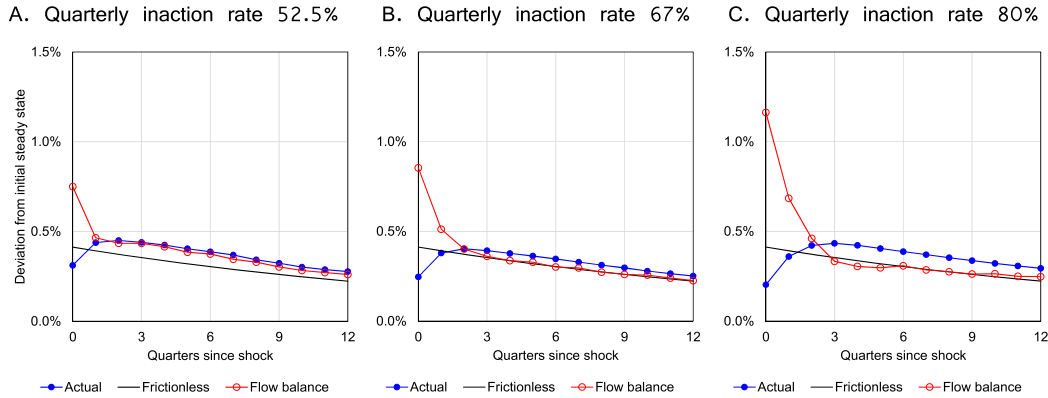 A. Quarterly inaction rate 52.5%
1.5%
1.0%
0.5%
0.0%
Deviation from initial steady state
0 3 6 9 12
Quarters since shock
Actual Frictionless Flow balance
B. Quarterly inaction rate 67%
1.5%
1.0%
0.5%
0.0%
0 3 6 9 12
Quarters since shock
Actual Frictionless Flow balance
C. Quarterly inaction rate 80%
1.5%
1.0%
0.5%
0.0%
0 3 6 9 12
Quarters since shock
Actual Frictionless Flow balance